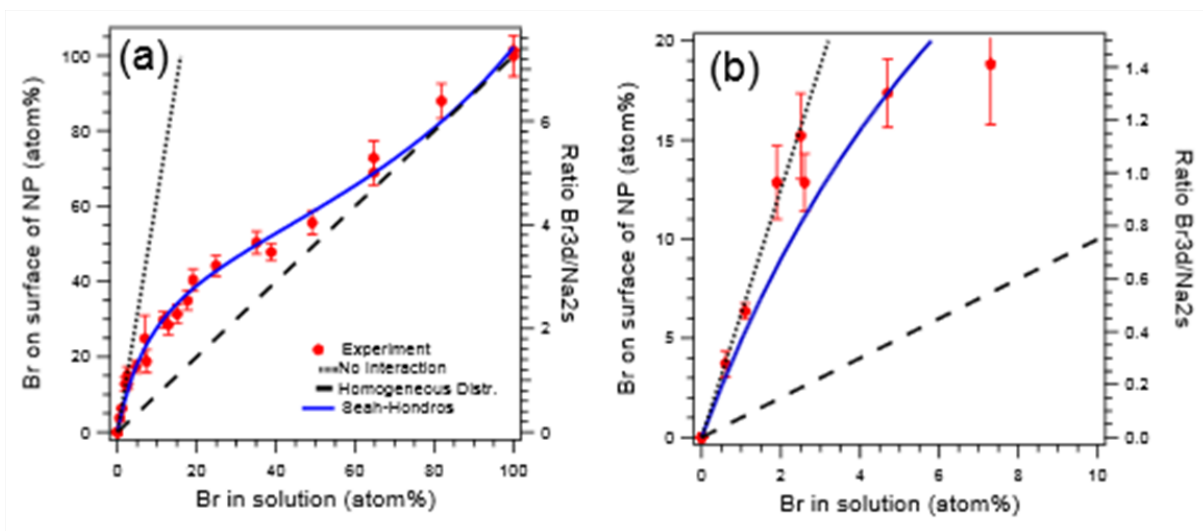 (a)
Br on surface of NP (atom%)
100
80
60
40
20
0
0 20 40 60 80 100
Br in solution (atom%)
6
4
2
0
Ratio Br3d/Na2s
Experiment
No Interaction
Homogeneous Distr.
Seah-Hondros
(b)
Br on surface of NP (atom%)
20
15
10
5
0
0 2 4 6 8 10
Br in solution (atom%)
1.4
1.2
1.0
0.8
0.6
0.4
0.2
0.0
Ratio Br3d/Na2s